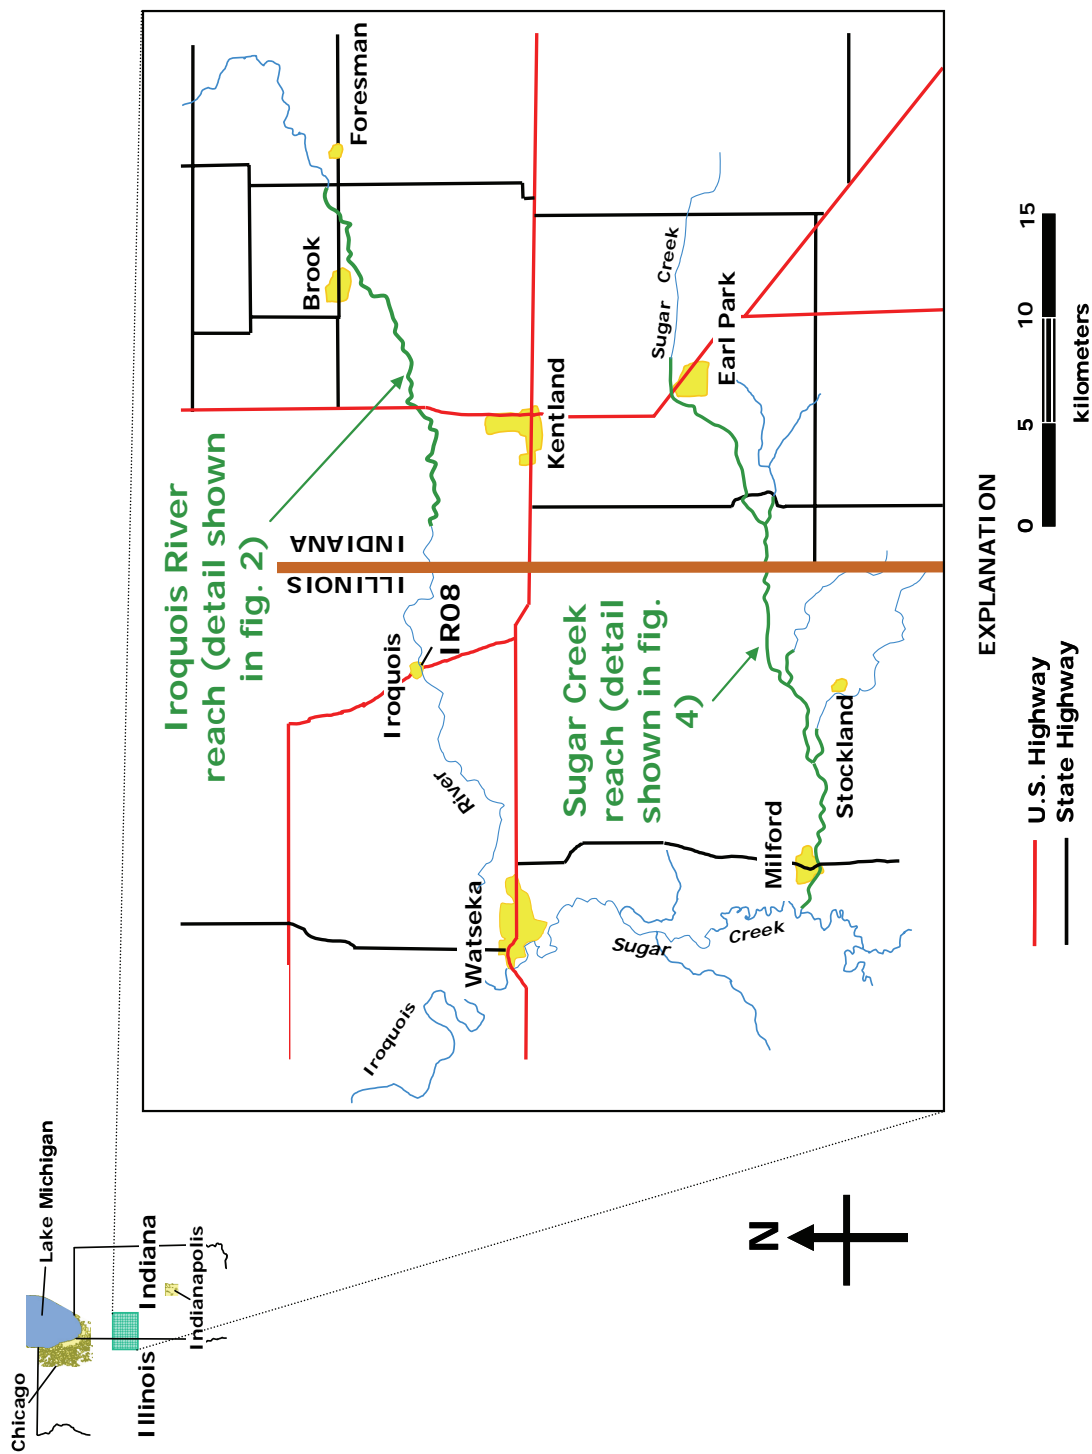 Chicago
Lake Michigan
Illinois
Indiana
Indianapolis
N
Iroquois River
reach (detail shown
in fig. 2)
ILLINOIS
INDIANA
Brook
Foresman
Iroquois
IR08
River
Kentland
Watseka
Iroquois
Sugar Creek
reach (detail
shown in fig.
4)
Sugar Creek
Earl Park
Milford
Stockland
Sugar
Creek
EXPLANATION
U.S. Highway
State Highway
0 5 10 15
kilometers